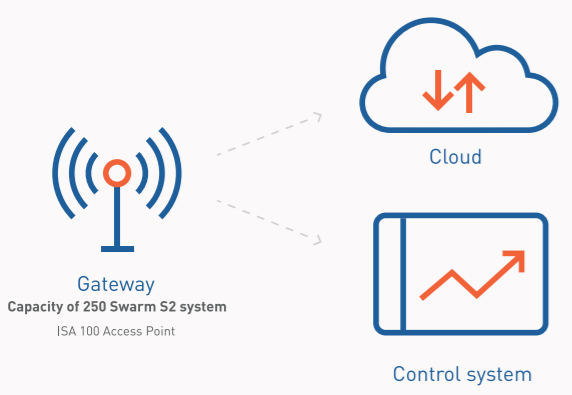 Cloud
Gateway
Capacity of 250 Swarm S2 system
ISA 100 Access Point
Control system